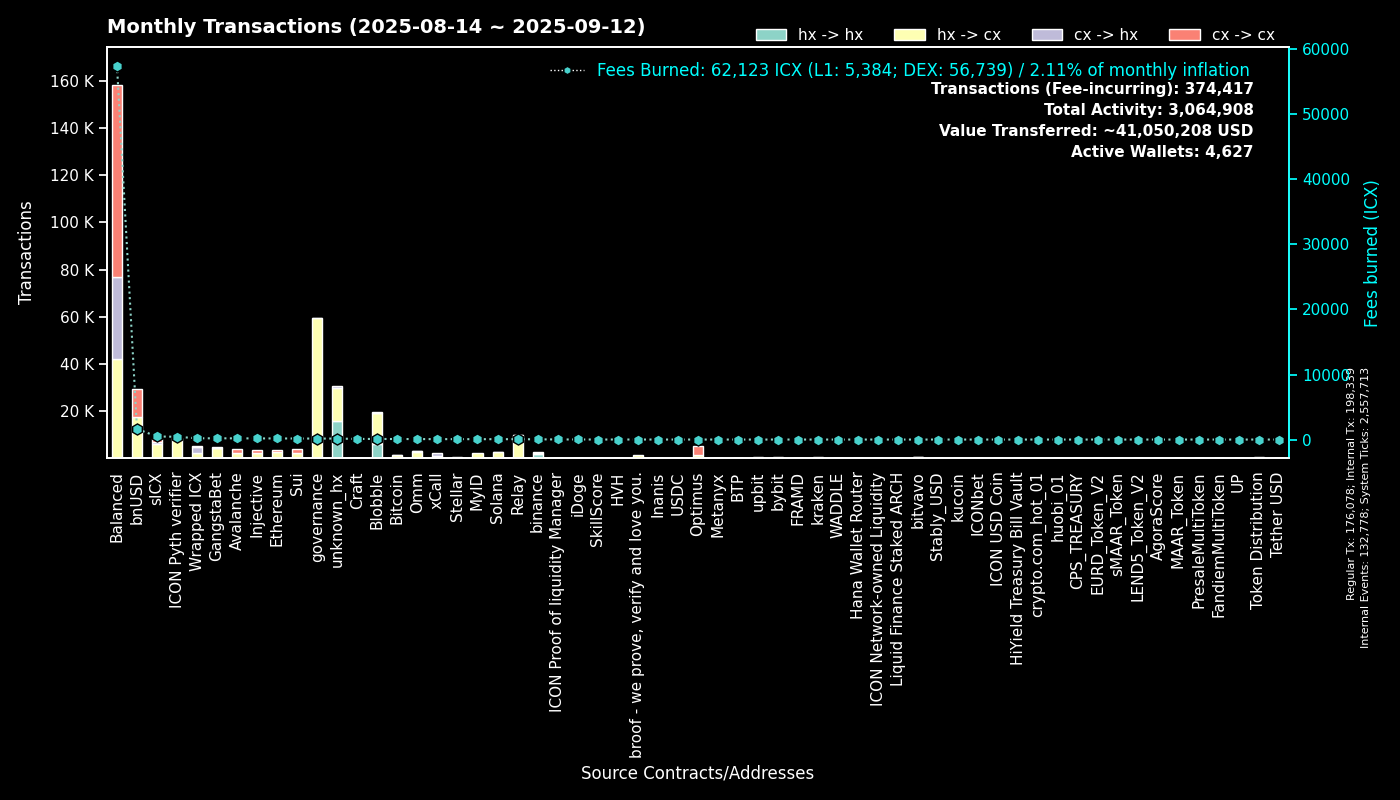 Monthly Transactions (2025-08-14 ~ 2025-09-12)
hx -> hx
hx -> cx
cx -> hx
cx -> cx
Fees Burned: 62,123 ICX (L1: 5,384; DEX: 56,739) / 2.11% of monthly inflation
Transactions (Fee-incurring): 374,417
Total Activity: 3,064,908
Value Transferred: ~41,050,208 USD
Active Wallets: 4,627
Transactions
160 K
140 K
120 K
100 K
80 K
60 K
40 K
20 K
60000
50000
40000
30000
20000
10000
0
Fees burned (ICX)
Regular Tx: 176,078; Internal Tx: 198,339
Internal Events: 132,778; System Ticks: 2,557,713
Balanced
bnUSD
sICX
ICON Pyth verifier
Wrapped ICX
GangstaBet
Avalanche
Injective
Ethereum
Sui
governance
unknown_hx
Craft
Blobble
Bitcoin
Omm
xCall
Stellar
MyID
Solana
Relay
binance
ICON Proof of liquidity Manager
iDoge
SkillScore
HVH
broof - we prove, verify and love you.
Inanis
USDC
Optimus
Metanyx
BTP
upbit
bybit
FRAMD
kraken
WADDLE
Hana Wallet Router
ICON Network-owned Liquidity
Liquid Finance Staked ARCH
bitvavo
Stably_USD
kucoin
ICONbet
ICON USD Coin
HiYield Treasury Bill Vault
crypto.com_hot_01
huobi_01
CPS_TREASURY
EURD_Token_V2
sMAAR_Token
LEND5_Token_V2
AgoraScore
MAAR_Token
PresaleMultiToken
FandiemMultiToken
UP
Token Distribution
Tether USD
Source Contracts/Addresses